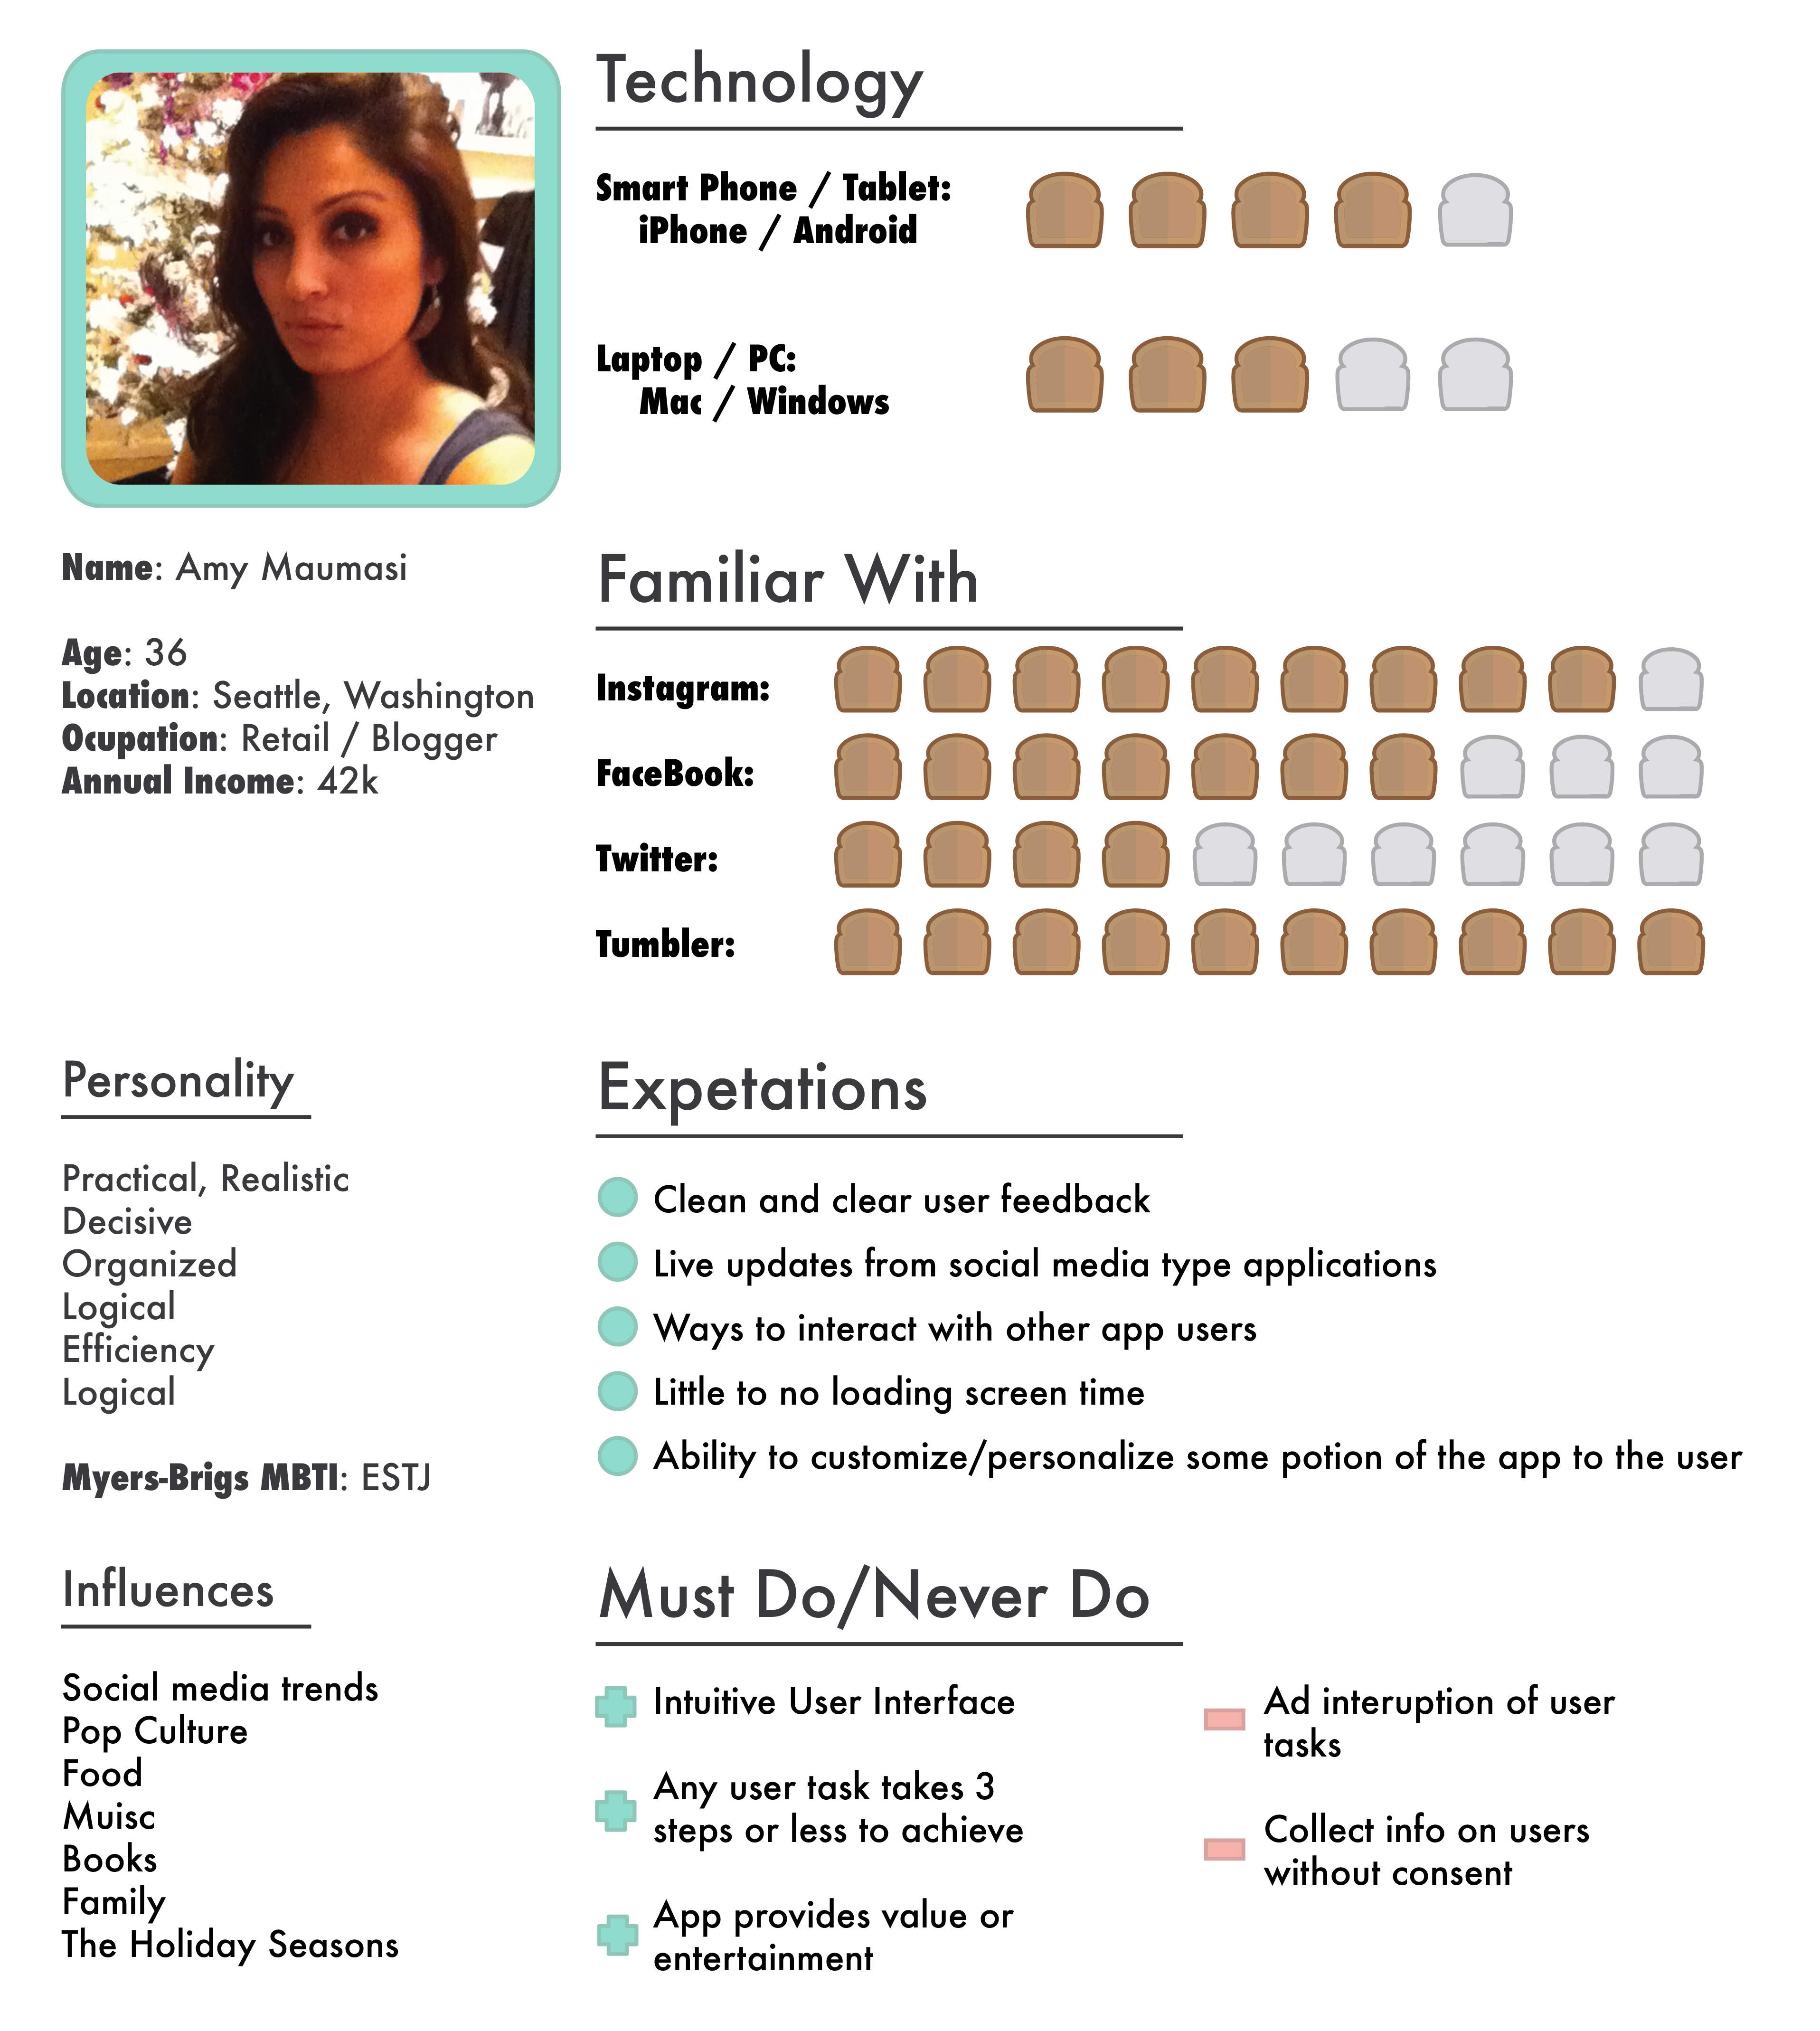 Technology
Smart Phone / Tablet:
iPhone / Android
Laptop / PC:
Mac / Windows
Name: Amy Maumasi
Age: 36
Location: Seattle, Washington
Ocupation: Retail / Blogger
Annual Income: 42k
Familiar With
Instagram:
FaceBook:
Twitter:
Tumbler:
Personality
Practical, Realistic
Decisive
Organized
Logical
Efficiency
Logical
Myers-Brigs MBTI: ESTJ
Expetations
Clean and clear user feedback
Live updates from social media type applications
Ways to interact with other app users
Little to no loading screen time
Ability to customize/personalize some potion of the app to the user
Influences
Social media trends
Pop Culture
Food
Muisc
Books
Family
The Holiday Seasons
Must Do/Never Do
Intuitive User Interface
Any user task takes 3
steps or less to achieve
App provides value or
entertainment
Ad interuption of user
tasks
Collect info on users
without consent